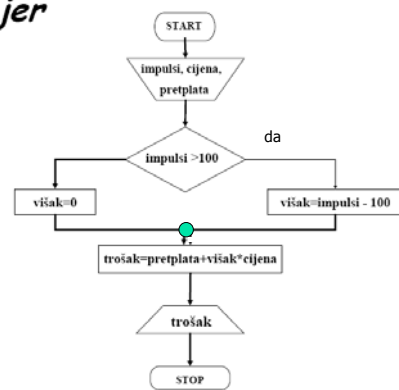 jer
START
impulsi, cijena,
pretplata
da
impulsi >100
višak=0
višak=impulsi - 100
trošak=pretplata+višak*cijena
trošak
STOP